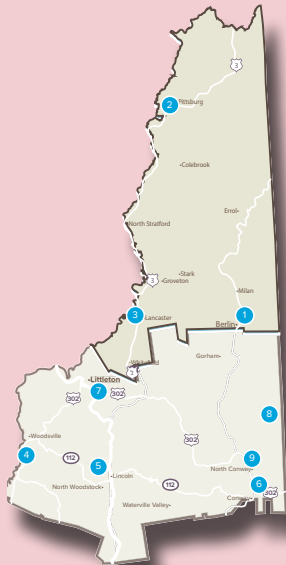 3
2
Pittsburg
Colebrook
Errol
North Stratford
3
Stark
Groveton
Milan
3
Lancaster
1
Berlin
Gorham
Whitefield
3
Littleton
7
302
302
8
Woodsville
302
4
112
5
9
North Conway
Lincoln
6
North Woodstock
112
302
Conway
Waterville Valley